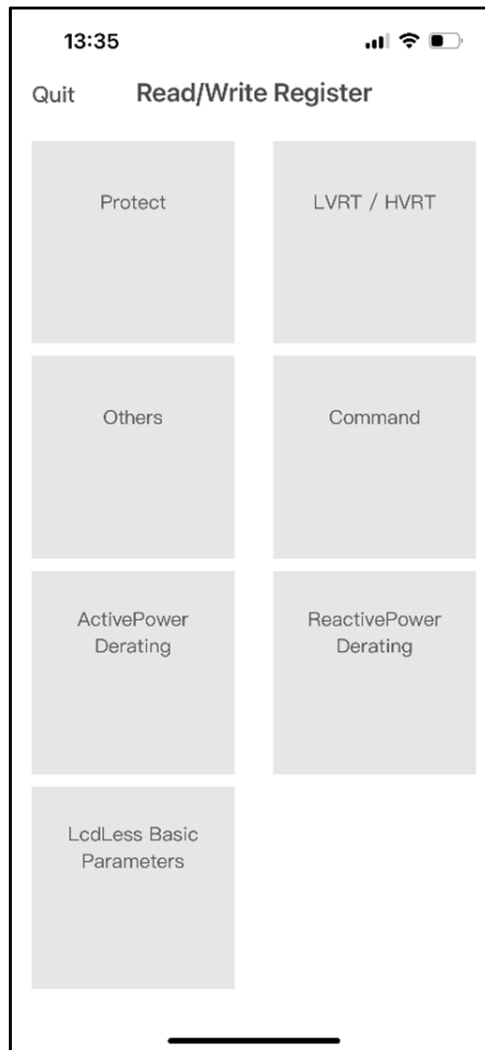 13:35
Quit
Read/Write Register
Protect
LVRT / HVRT
Others
Command
ActivePower
Derating
ReactivePower
Derating
LcdLess Basic
Parameters